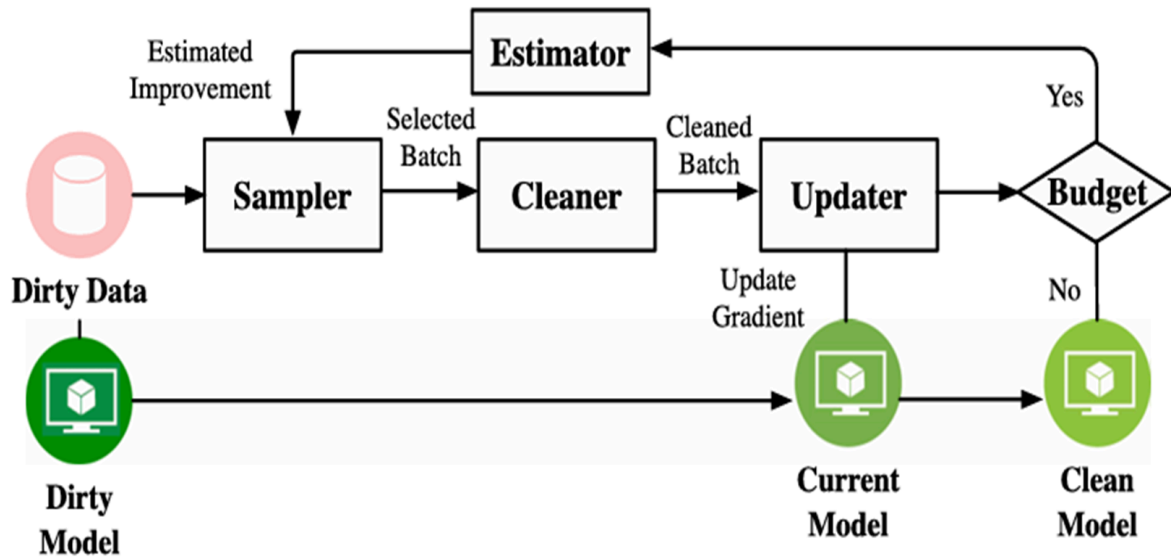 Estimator
Estimated
Improvement
Yes
Selected
Batch
Cleaned
Batch
Sampler
Cleaner
Updater
Budget
Dirty Data
Update
Gradient
No
Dirty
Model
Current
Model
Clean
Model